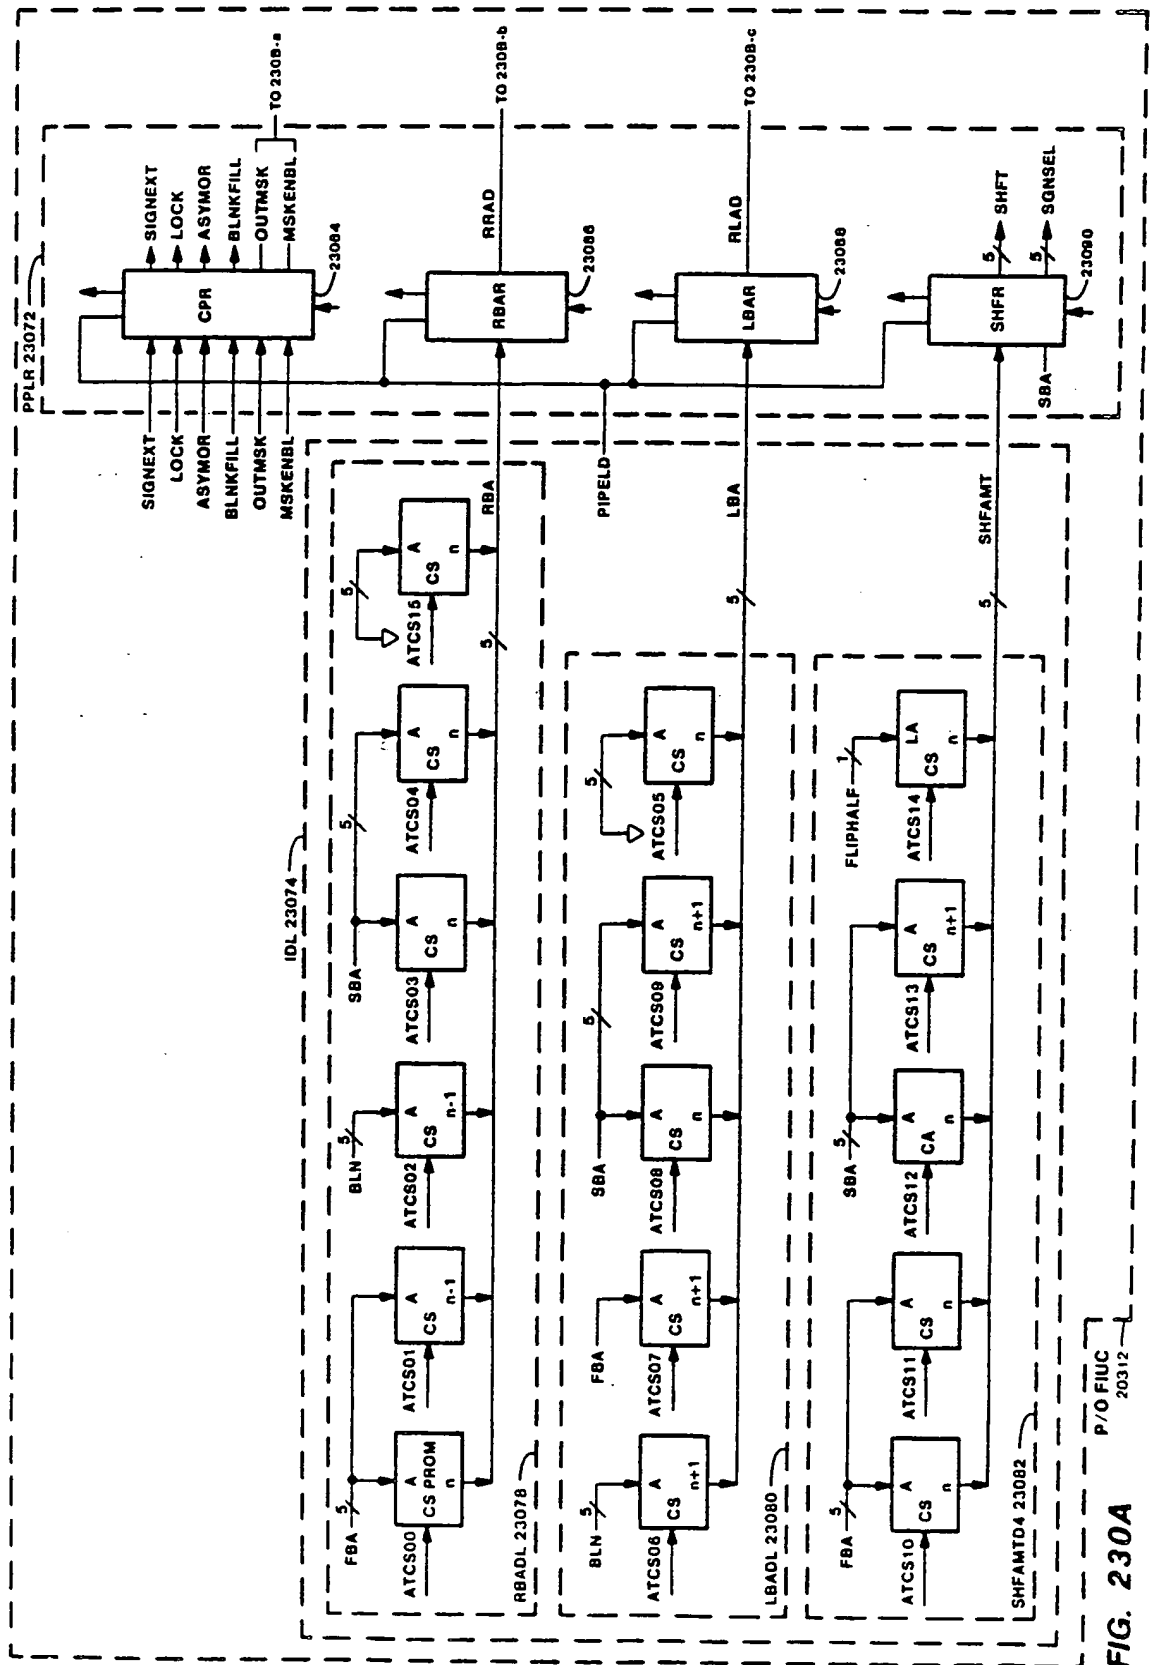 PPLR 23072
SIGNEXT
LOCK
ASYMOR
BLNKFILL
OUTMSK
MSKENBL
CPR
SIGNEXT
LOCK
ASYMOR
BLNKFILL
OUTMSK
MSKENBL
TO 230B-a
23084
RBAR
RRAD
TO 230B-b
23086
LBAR
RLAD
TO 230B-c
23088
SHFR
5
SHFT
5
SGNSEL
23090
SBA
PIPELD
IDL 23074
FBA
5
ATCS00
A
CS PROM
n
ATCS01
A
CS
n-1
BLN
5
ATCS02
A
CS
n-1
SBA
ATCS03
A
CS
n
5
ATCS04
A
CS
n
5
ATCS15
A
CS
n
5
RBA
RBADL 23078
BLN
5
ATCS06
A
CS
n+1
FBA
ATCS07
A
CS
n+1
SBA
ATCS08
A
CS
n
5
ATCS09
A
CS
n+1
5
ATCS05
A
CS
n
5
LBA
LBADL 23080
FBA
5
ATCS10
A
CS
n
ATCS11
A
CS
n
SBA
5
ATCS12
A
CA
n
ATCS13
A
CS
n+1
FLIPHALF
1
ATCS14
LA
CS
n
5
SHFAMT
SHFAMTD4 23082
P/O FIUC
20312
FIG. 230A